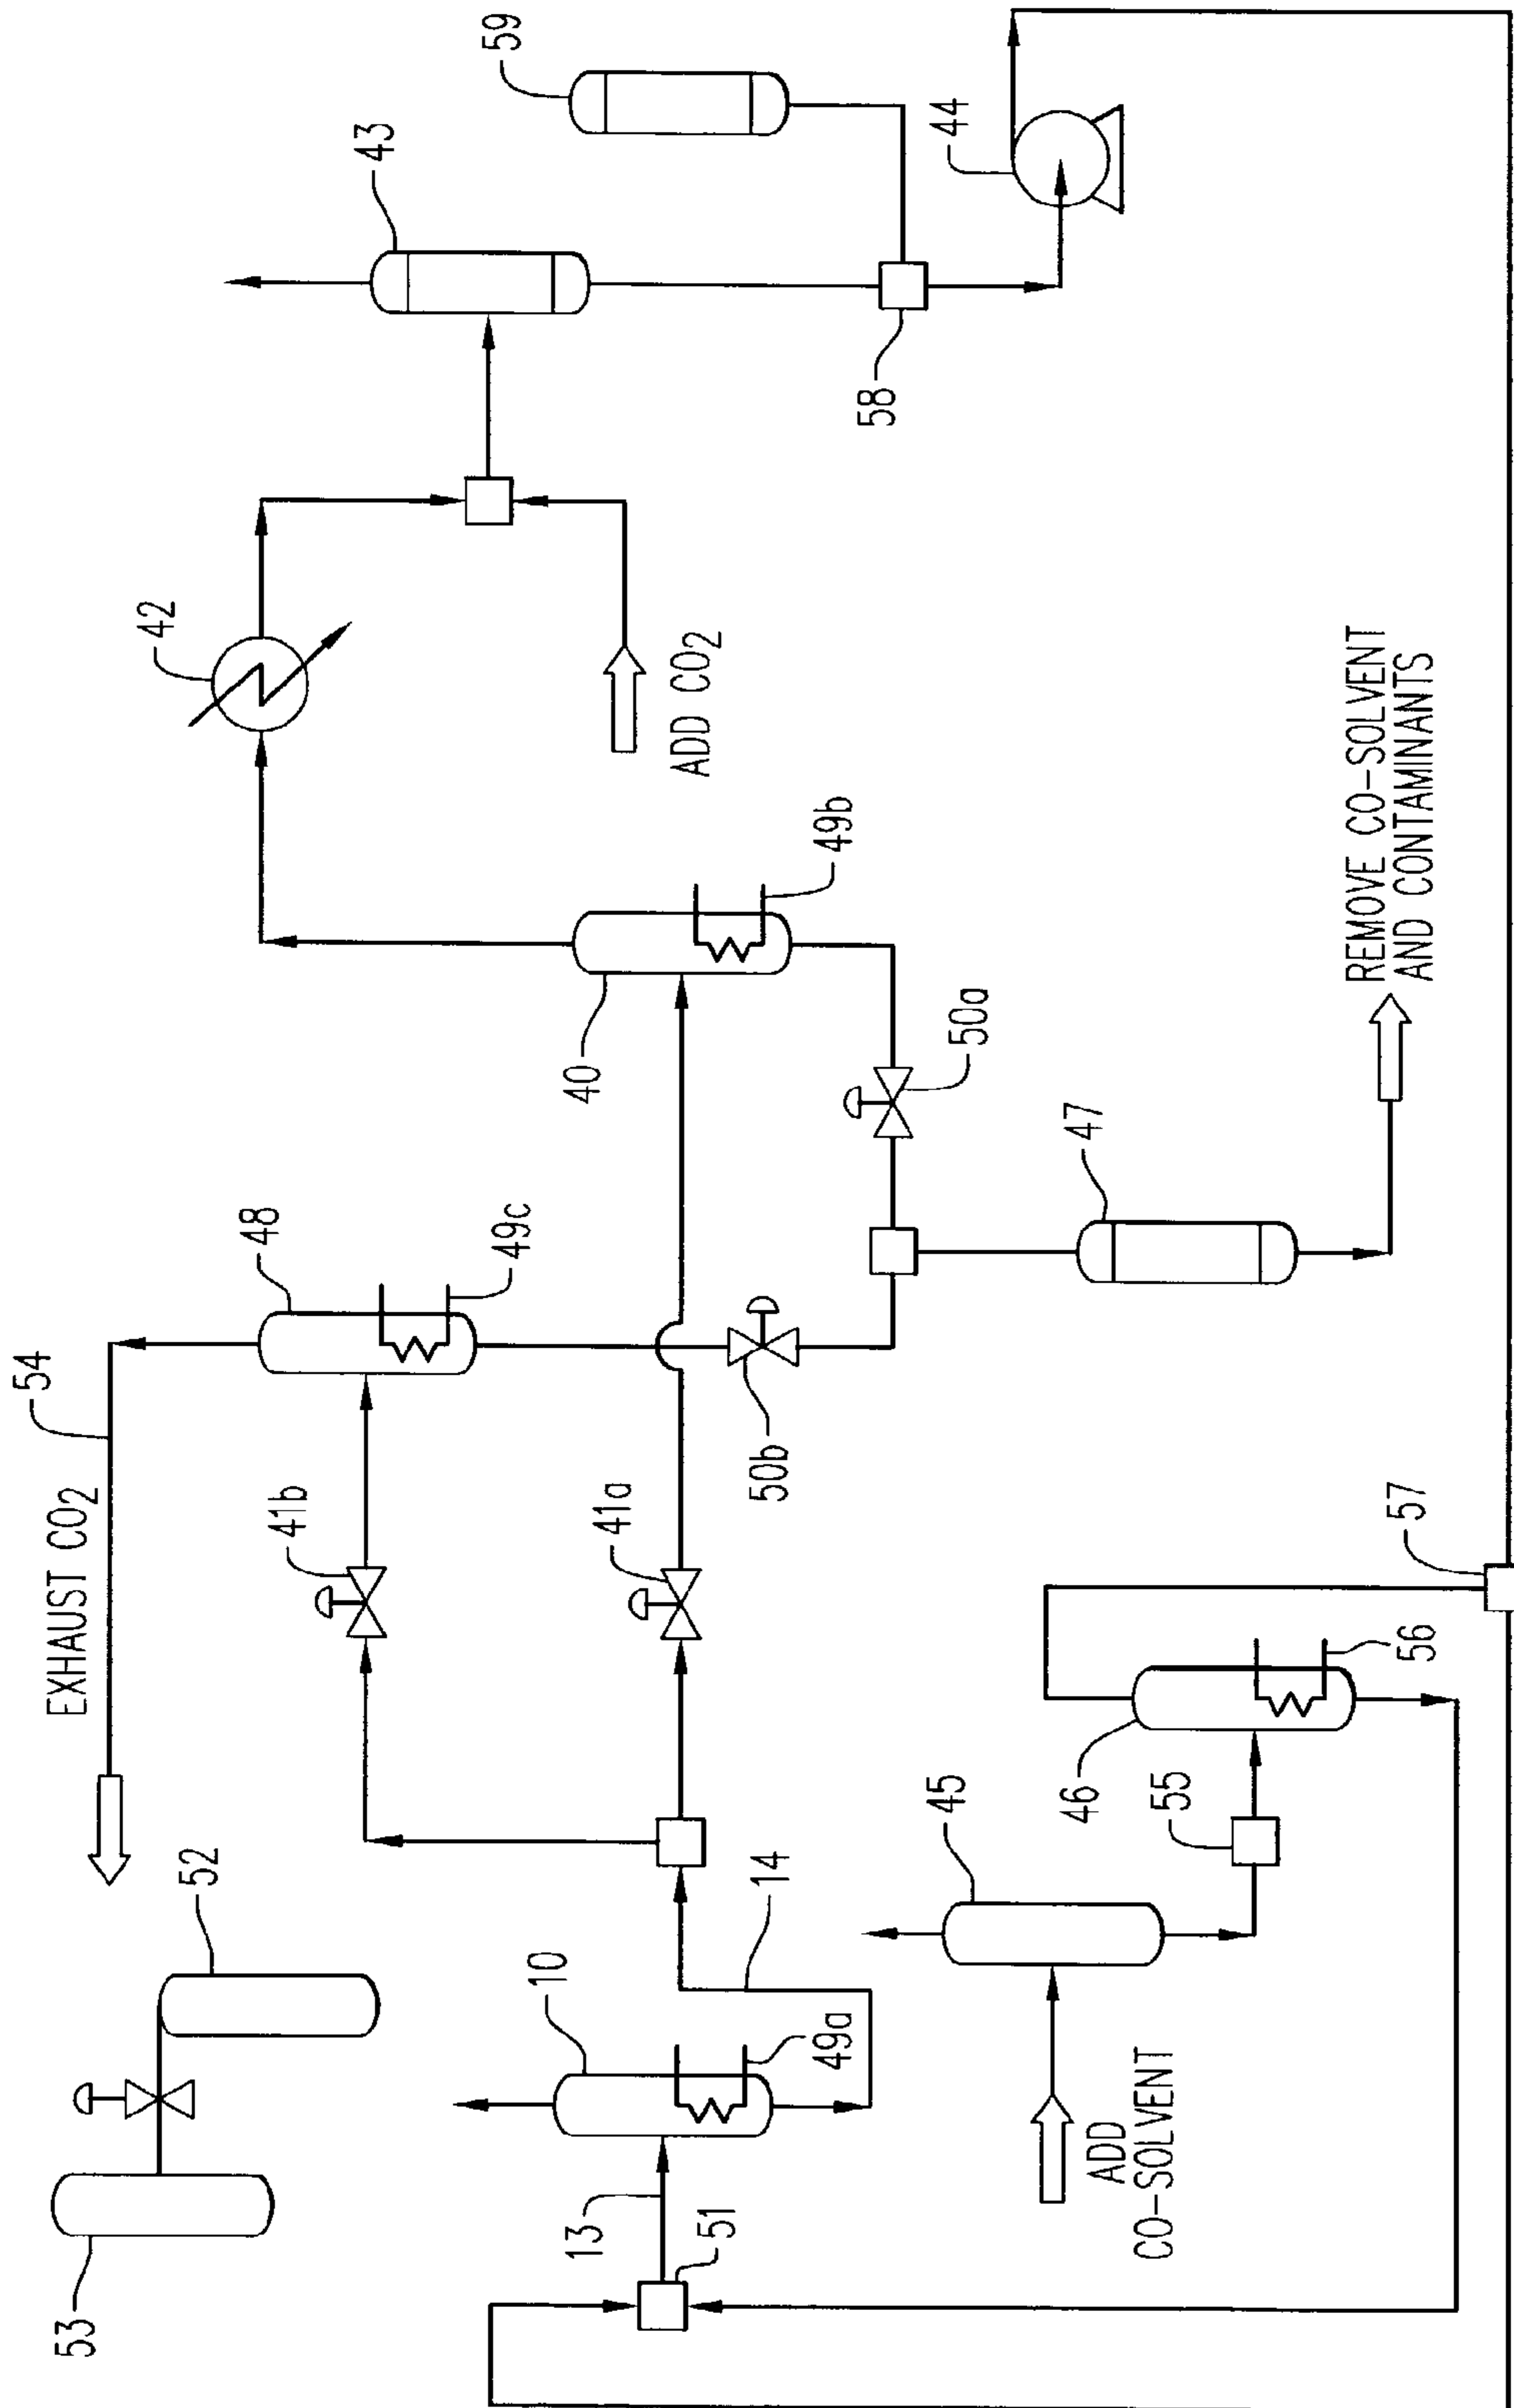 53
52
EXHAUST CO2
54
13
51
10
49a
14
41b
41a
48
49c
50b
40
49b
50a
42
ADD CO2
43
59
58
44
ADD
CO-SOLVENT
45
55
46
56
57
47
REMOVE CO-SOLVENT
AND CONTAMINANTS